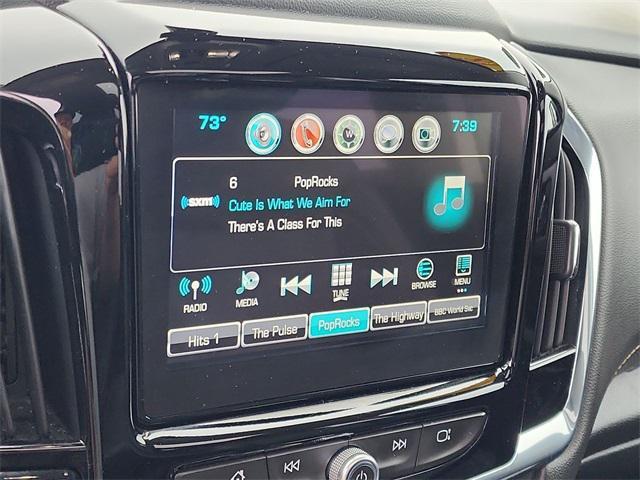 73° W 7:39
6 PopRocks
((sxm)) Cute Is What We Aim For
There's A Class For This
RADIO MEDIA TUNE BROWSE MENU
Hits 1 The Pulse PopRocks The Highway BBC World Svc